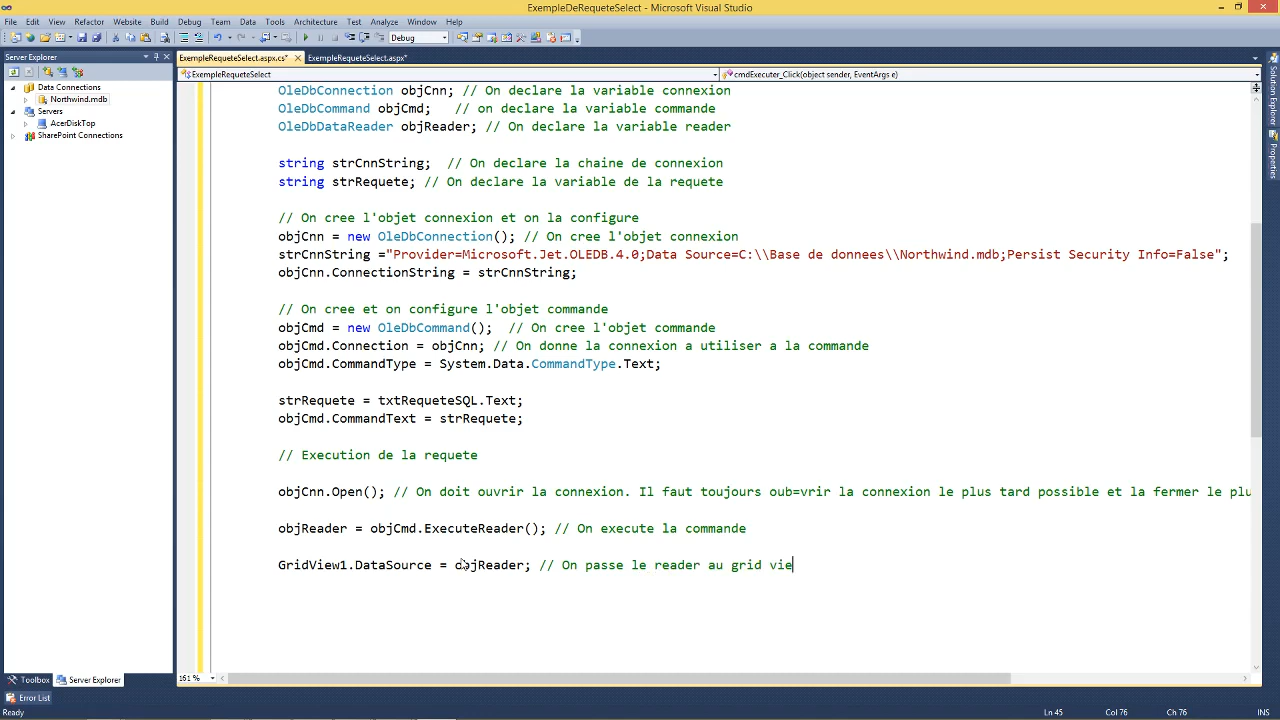 ExempleDeRequeteSelect - Microsoft Visual Studio
File Edit View Refactor Website Build Debug Team Data Tools Architecture Test Analyze Window Help
Debug
Server Explorer
ExempleRequeteSelect.aspx.cs* ExempleRequeteSelect.aspx*
ExempleRequeteSelect cmdExecuter_Click(object sender, EventArgs e)
Data Connections
Northwind.mdb
Servers
AcerDiskTop
SharePoint Connections
Solution Explorer
Properties
OleDbConnection objCnn; // On declare la variable connexion
OleDbCommand objCmd;   // on declare la variable commande
OleDbDataReader objReader; // On declare la variable reader
string strCnnString;  // On declare la chaine de connexion
string strRequete; // On declare la variable de la requete
// On cree l'objet connexion et on la configure
objCnn = new OleDbConnection(); // On cree l'objet connexion
strCnnString ="Provider=Microsoft.Jet.OLEDB.4.0;Data Source=C:\\Base de donnees\\Northwind.mdb;Persist Security Info=False";
objCnn.ConnectionString = strCnnString;
// On cree et on configure l'objet commande
objCmd = new OleDbCommand();  // On cree l'objet commande
objCmd.Connection = objCnn; // On donne la connexion a utiliser a la commande
objCmd.CommandType = System.Data.CommandType.Text;
strRequete = txtRequeteSQL.Text;
objCmd.CommandText = strRequete;
// Execution de la requete
objCnn.Open(); // On doit ouvrir la connexion. Il faut toujours oub=vrir la connexion le plus tard possible et la fermer le plu
objReader = objCmd.ExecuteReader(); // On execute la commande
GridView1.DataSource = objReader; // On passe le reader au grid vie
161 %
Toolbox Server Explorer
Error List
Ready Ln 45 Col 76 Ch 76 INS